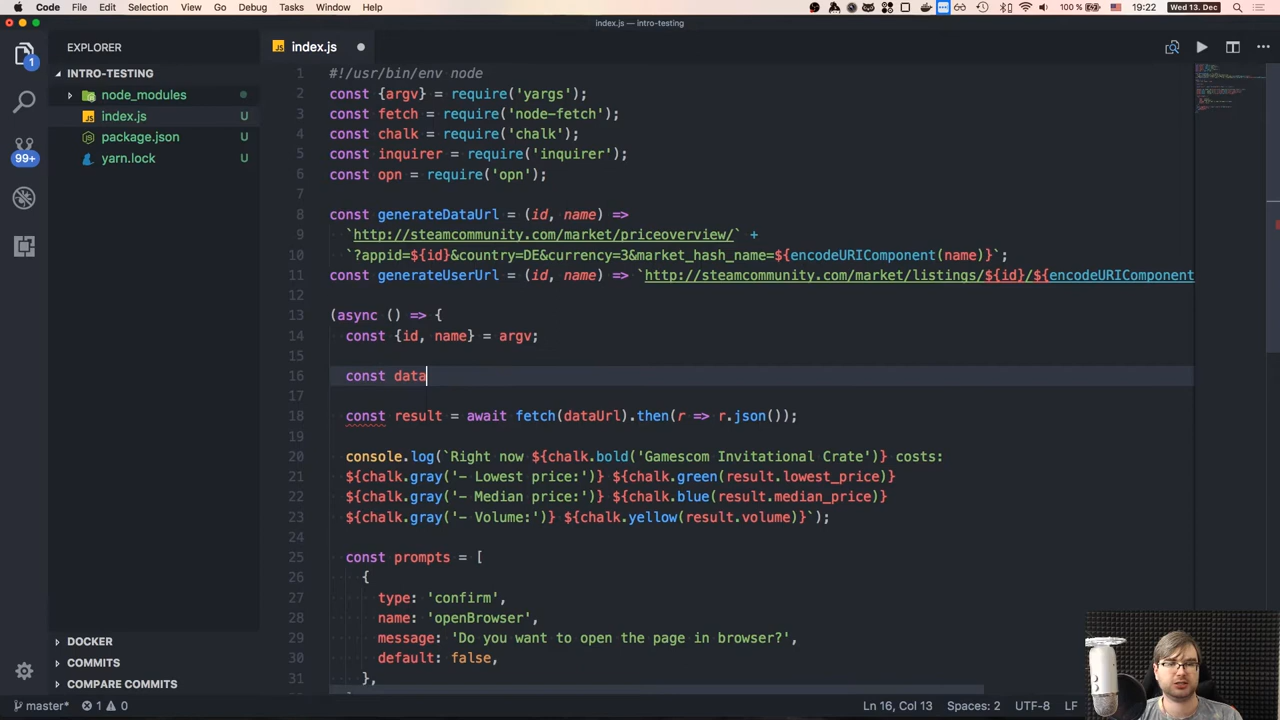 Code File Edit Selection View Go Debug Tasks Window Help 100 % 19:22 Wed 13. Dec
index.js — intro-testing
EXPLORER
INTRO-TESTING
node_modules
index.js U
package.json U
yarn.lock U
1
99+
DOCKER
COMMITS
COMPARE COMMITS
index.js
1 #!/usr/bin/env node
2 const {argv} = require('yargs');
3 const fetch = require('node-fetch');
4 const chalk = require('chalk');
5 const inquirer = require('inquirer');
6 const opn = require('opn');
7
8 const generateDataUrl = (id, name) =>
9 `http://steamcommunity.com/market/priceoverview/` +
10 `?appid=${id}&country=DE&currency=3&market_hash_name=${encodeURIComponent(name)}`;
11 const generateUserUrl = (id, name) => `http://steamcommunity.com/market/listings/${id}/${encodeURIComponent
12
13 (async () => {
14 const {id, name} = argv;
15
16 const data
17
18 const result = await fetch(dataUrl).then(r => r.json());
19
20 console.log(`Right now ${chalk.bold('Gamescom Invitational Crate')} costs:
21 ${chalk.gray('- Lowest price:')} ${chalk.green(result.lowest_price)}
22 ${chalk.gray('- Median price:')} ${chalk.blue(result.median_price)}
23 ${chalk.gray('- Volume:')} ${chalk.yellow(result.volume)}`);
24
25 const prompts = [
26 {
27 type: 'confirm',
28 name: 'openBrowser',
29 message: 'Do you want to open the page in browser?',
30 default: false,
31 },
master* 1 0 Ln 16, Col 13 Spaces: 2 UTF-8 LF